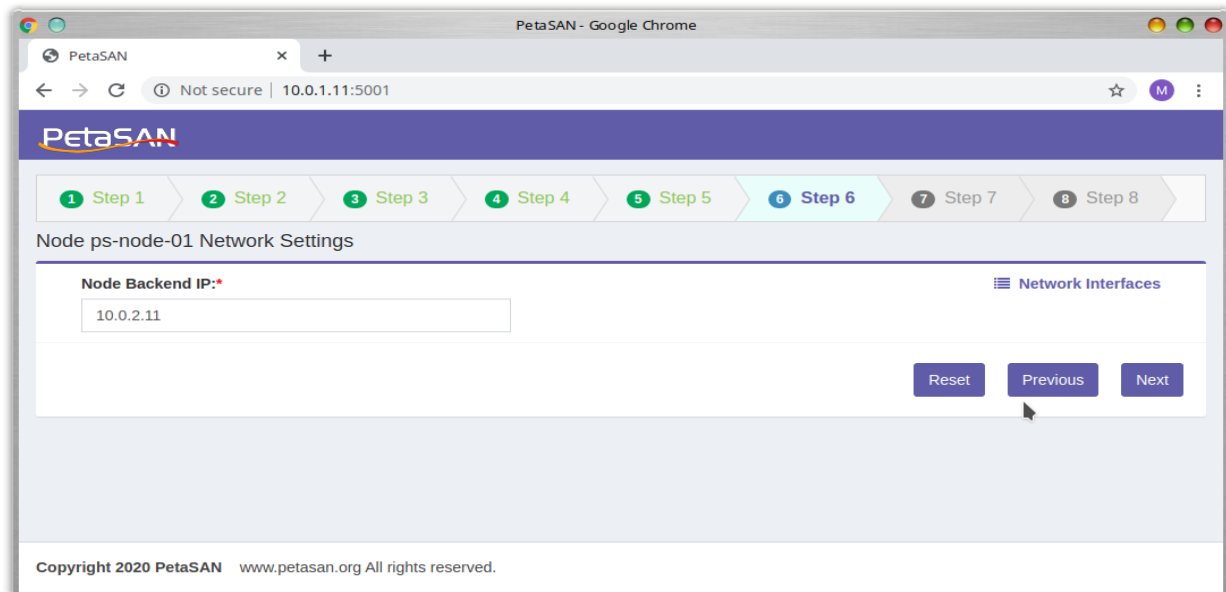 PetaSAN - Google Chrome
PetaSAN
Not secure | 10.0.1.11:5001
M
PetaSAN
1 Step 1 2 Step 2 3 Step 3 4 Step 4 5 Step 5 6 Step 6 7 Step 7 8 Step 8
Node ps-node-01 Network Settings
Node Backend IP:* Network Interfaces
10.0.2.11
Reset Previous Next
Copyright 2020 PetaSAN www.petasan.org All rights reserved.